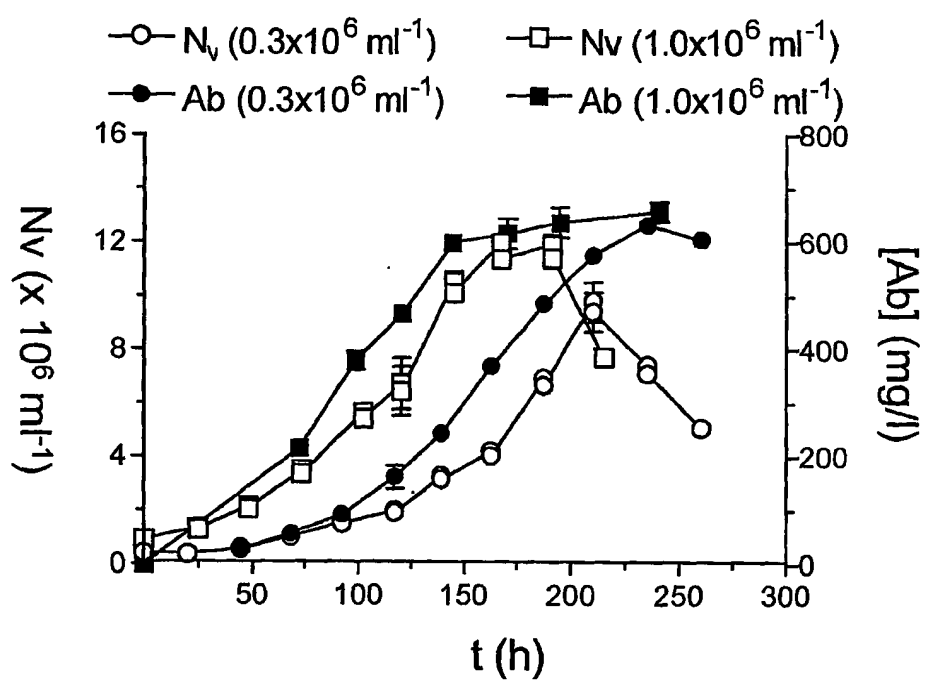 Nᵥ (0.3x10⁶ ml⁻¹) Nv (1.0x10⁶ ml⁻¹)
Ab (0.3x10⁶ ml⁻¹) Ab (1.0x10⁶ ml⁻¹)
16 800
12 600
8 400
4 200
0 0
Nv (x 10⁶ ml⁻¹)
[Ab] (mg/l)
50 100 150 200 250 300
t (h)